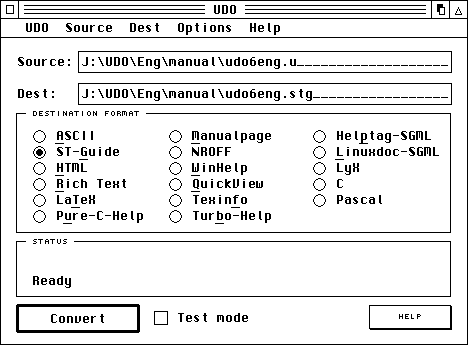 UDO
UDO Source Dest Options Help
Source: J:\UDO\Eng\manual\udo6eng.u
Dest: J:\UDO\Eng\manual\udo6eng.stg
DESTINATION FORMAT
ASCII Manualpage Helptag-SGML
ST-Guide NROFF Linuxdoc-SGML
HTML WinHelp LyX
Rich Text QuickView C
LaTeX Texinfo Pascal
Pure-C-Help Turbo-Help
STATUS
Ready
Convert Test mode HELP